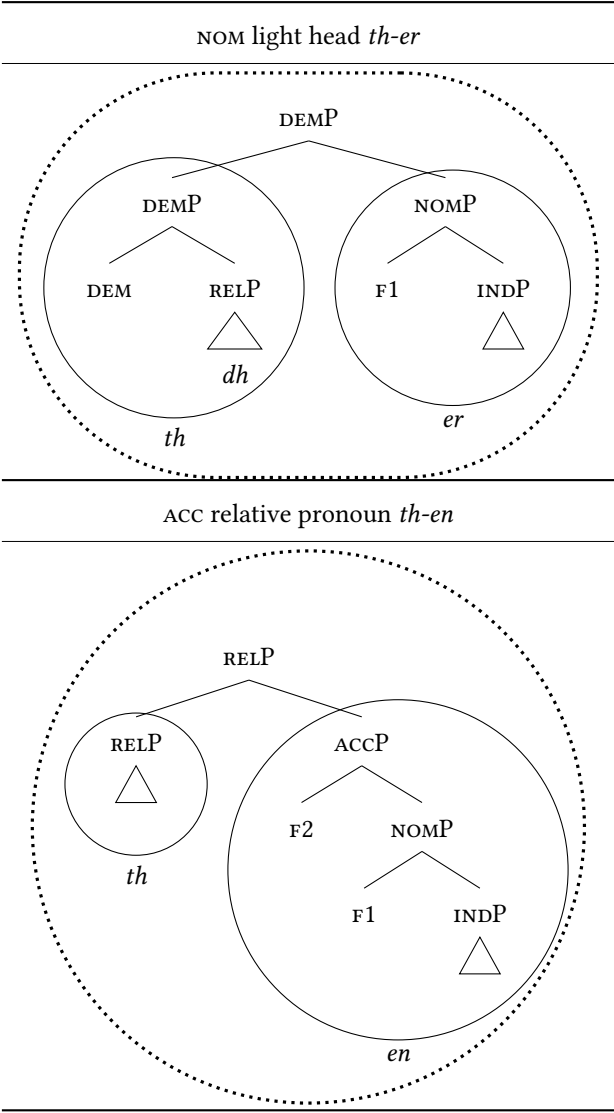 NOM light head th-er
DEMP
DEMP NOMP
DEM RELP F1 INDP
dh
th er
ACC relative pronoun th-en
RELP
RELP ACCP
F2 NOMP
th
F1 INDP
en